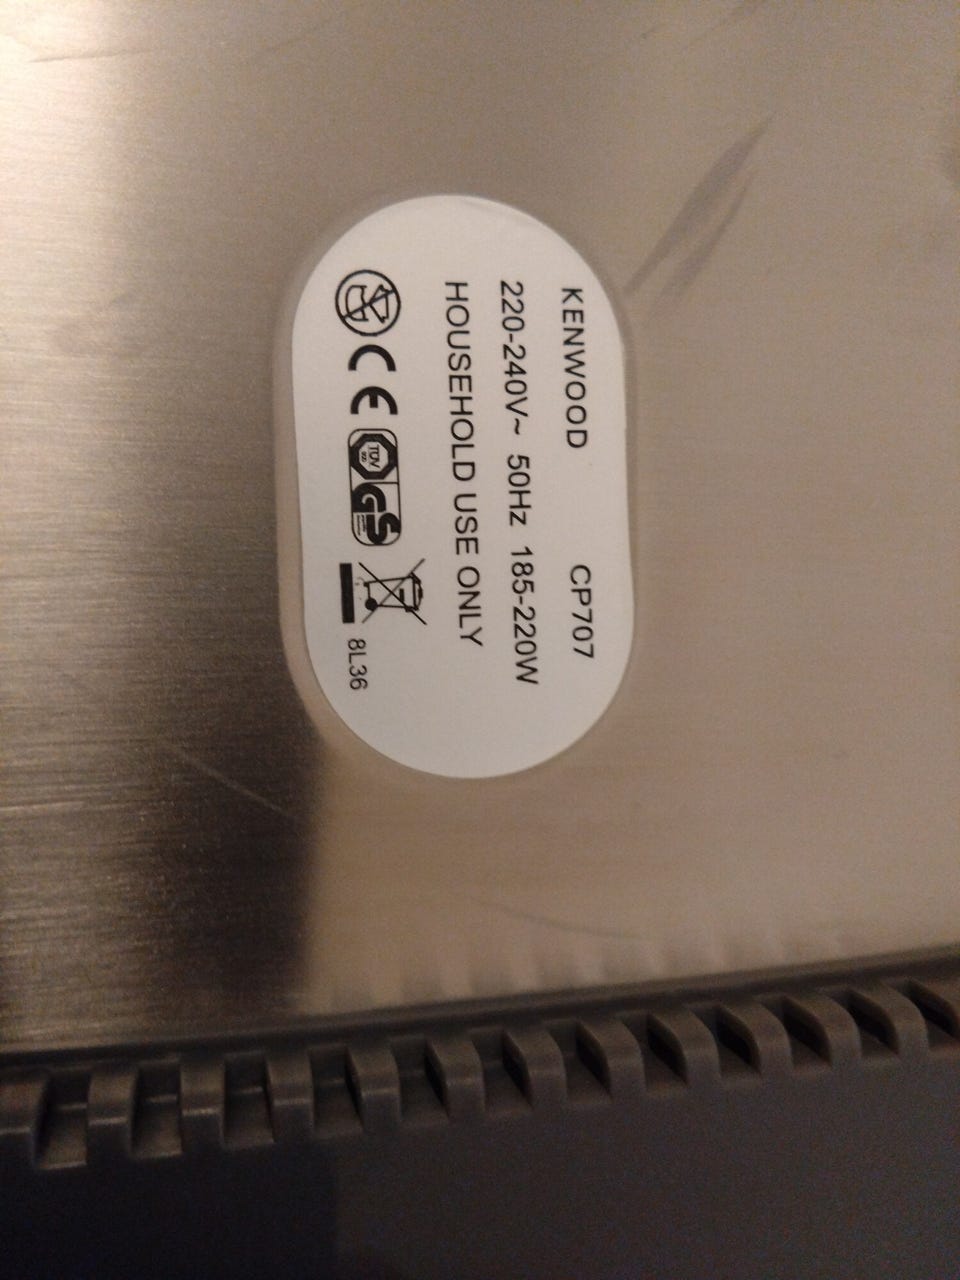 KENWOOD CP707
220-240V~ 50Hz 185-220W
HOUSEHOLD USE ONLY
CE TÜV GS 8L36